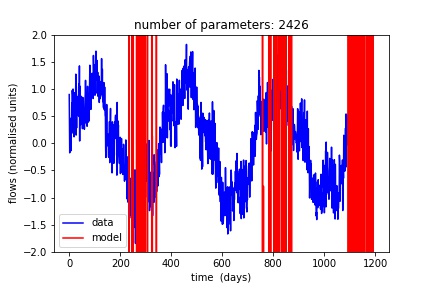 number of parameters: 2426
flows (normalised units)
2.0
1.5
1.0
0.5
0.0
−0.5
−1.0
−1.5
−2.0
data
model
0 200 400 600 800 1000 1200
time (days)